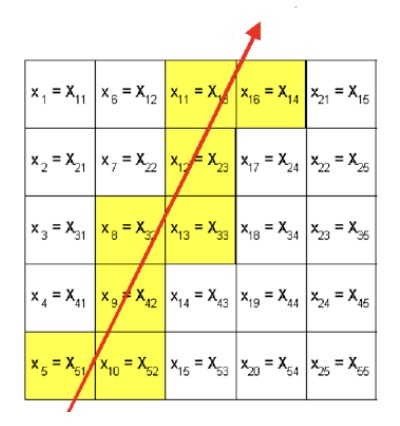 x₁ = X₁₁ x₆ = X₁₂ x₁₁ = X₁₃ x₁₆ = X₁₄ x₂₁ = X₁₅
x₂ = X₂₁ x₇ = X₂₂ x₁₂ = X₂₃ x₁₇ = X₂₄ x₂₂ = X₂₅
x₃ = X₃₁ x₈ = X₃₂ x₁₃ = X₃₃ x₁₈ = X₃₄ x₂₃ = X₃₅
x₄ = X₄₁ x₉ = X₄₂ x₁₄ = X₄₃ x₁₉ = X₄₄ x₂₄ = X₄₅
x₅ = X₅₁ x₁₀ = X₅₂ x₁₅ = X₅₃ x₂₀ = X₅₄ x₂₅ = X₅₅